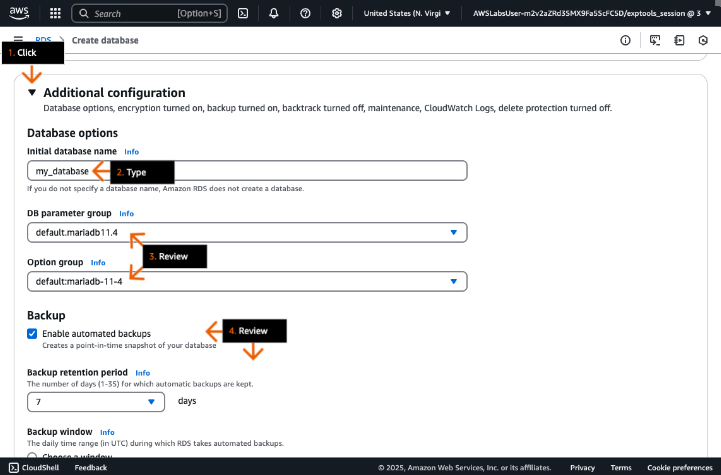 aws
Search [Option+S] United States (N. Virgi AWSLabsUser-m2v2aZRd3SMX9Fa5ScFC5D/exptools_session @ 3
RDS > Create database
1. Click
Additional configuration
Database options, encryption turned on, backup turned on, backtrack turned off, maintenance, CloudWatch Logs, delete protection turned off.
Database options
Initial database name Info
my_database
2. Type
If you do not specify a database name, Amazon RDS does not create a database.
DB parameter group Info
default.mariadb11.4
3. Review
Option group Info
default:mariadb-11-4
Backup
Enable automated backups
4. Review
Creates a point-in-time snapshot of your database
Backup retention period Info
The number of days (1-35) for which automatic backups are kept.
7 days
Backup window Info
The daily time range (in UTC) during which RDS takes automated backups.
Choose a window
CloudShell Feedback © 2025, Amazon Web Services, Inc. or its affiliates. Privacy Terms Cookie preferences